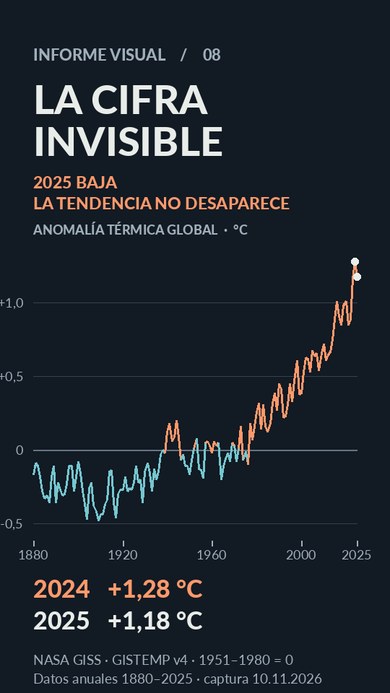 INFORME VISUAL / 08
LA CIFRA
INVISIBLE
2025 BAJA
LA TENDENCIA NO DESAPARECE
ANOMALÍA TÉRMICA GLOBAL · °C
+1,0
+0,5
0
-0,5
1880 1920 1960 2000 2025
2024 +1,28 °C
2025 +1,18 °C
NASA GISS · GISTEMP v4 · 1951–1980 = 0
Datos anuales 1880–2025 · captura 10.11.2026